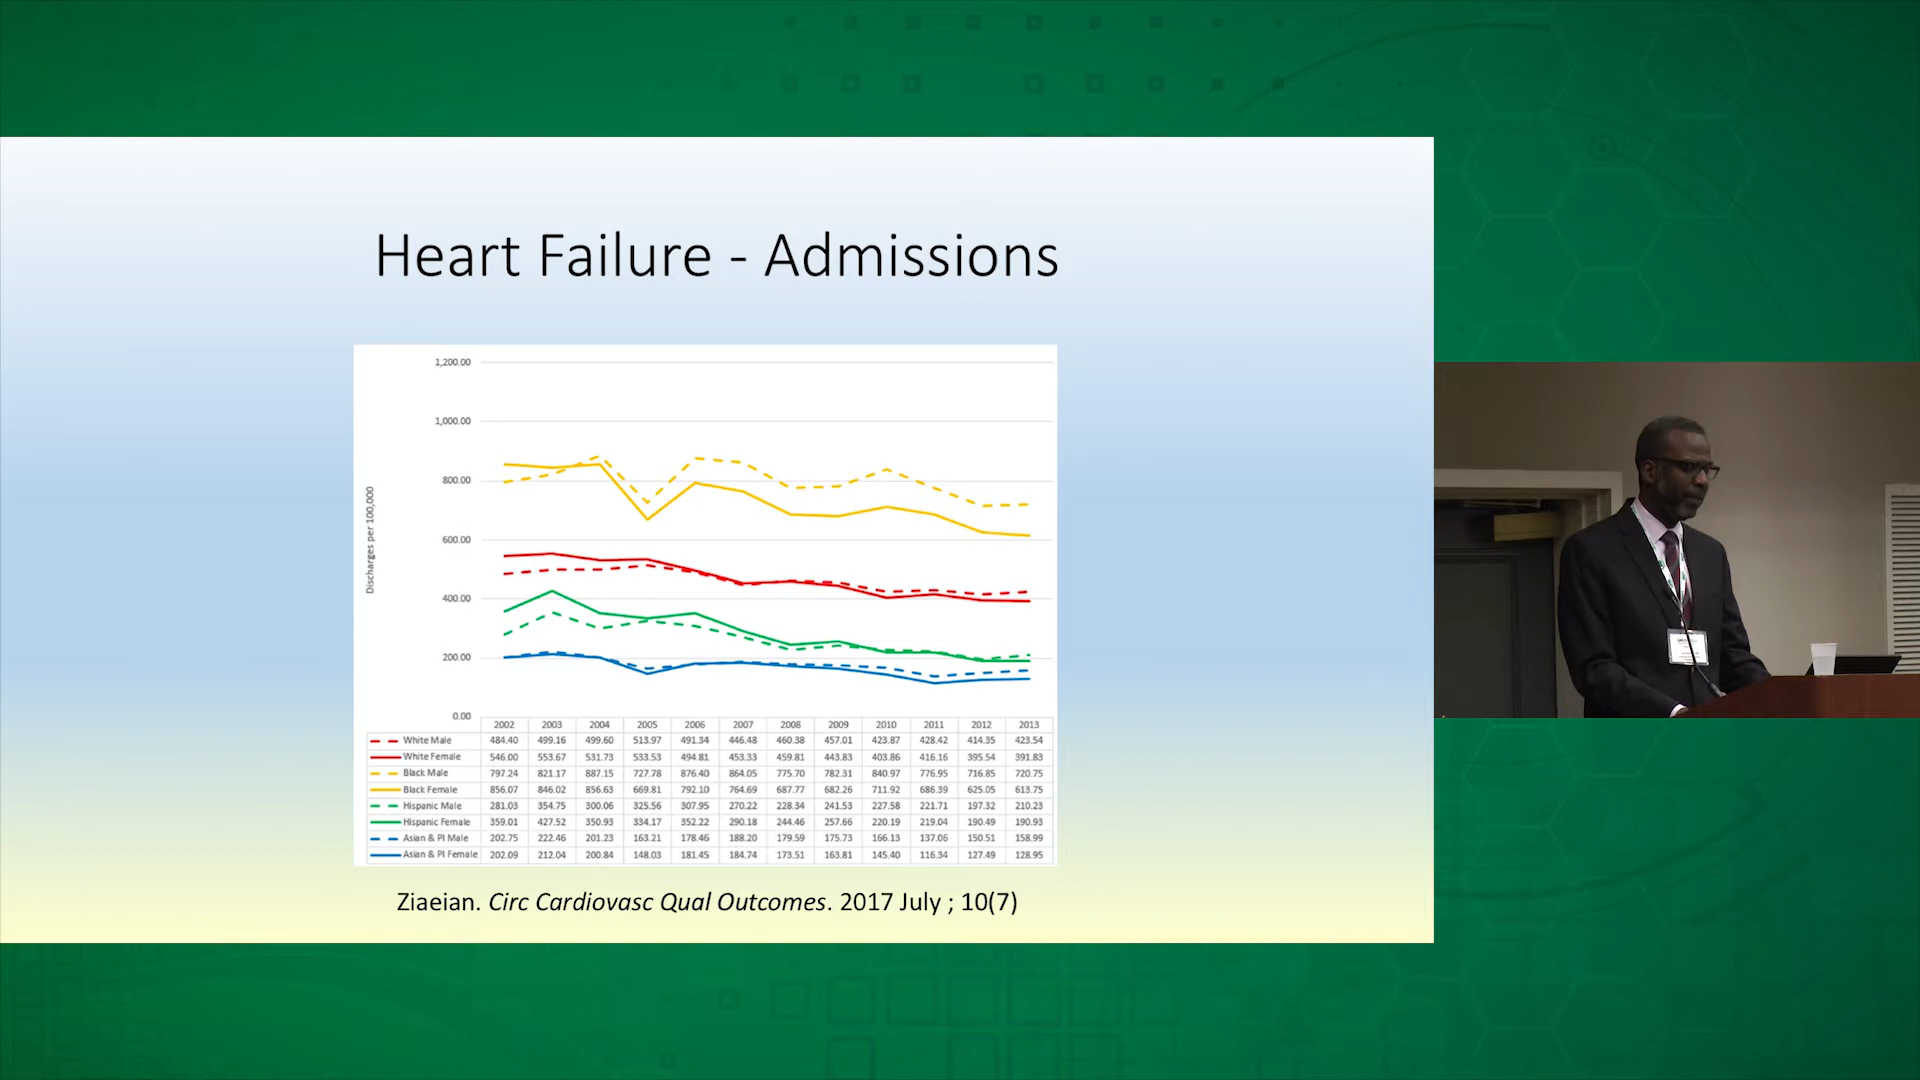 Heart Failure - Admissions
1,200.00
1,000.00
800.00
600.00
400.00
200.00
0.00
Discharges per 100,000
2002 2003 2004 2005 2006 2007 2008 2009 2010 2011 2012 2013
White Male 484.40 499.16 499.60 513.97 491.34 446.48 460.38 457.01 423.87 428.42 414.35 423.54
White Female 546.00 553.67 531.73 533.53 494.81 453.33 459.81 443.83 403.86 416.16 395.54 391.83
Black Male 797.24 821.17 887.15 727.78 876.40 864.05 775.70 782.31 840.97 776.95 716.85 720.75
Black Female 856.07 846.02 856.63 669.81 792.10 764.69 687.77 682.26 711.92 686.39 625.05 613.75
Hispanic Male 281.03 354.75 300.06 325.56 307.95 270.22 228.34 241.53 227.58 221.71 197.32 210.23
Hispanic Female 359.01 427.52 350.93 334.17 352.22 290.18 244.46 257.66 220.19 219.04 190.49 190.93
Asian & PI Male 202.75 222.46 201.23 163.21 178.46 188.20 179.59 175.73 166.13 137.06 150.51 158.99
Asian & PI Female 202.09 212.04 200.84 148.03 181.45 184.74 173.51 163.81 145.40 116.34 127.49 128.95
Ziaeian. Circ Cardiovasc Qual Outcomes. 2017 July ; 10(7)